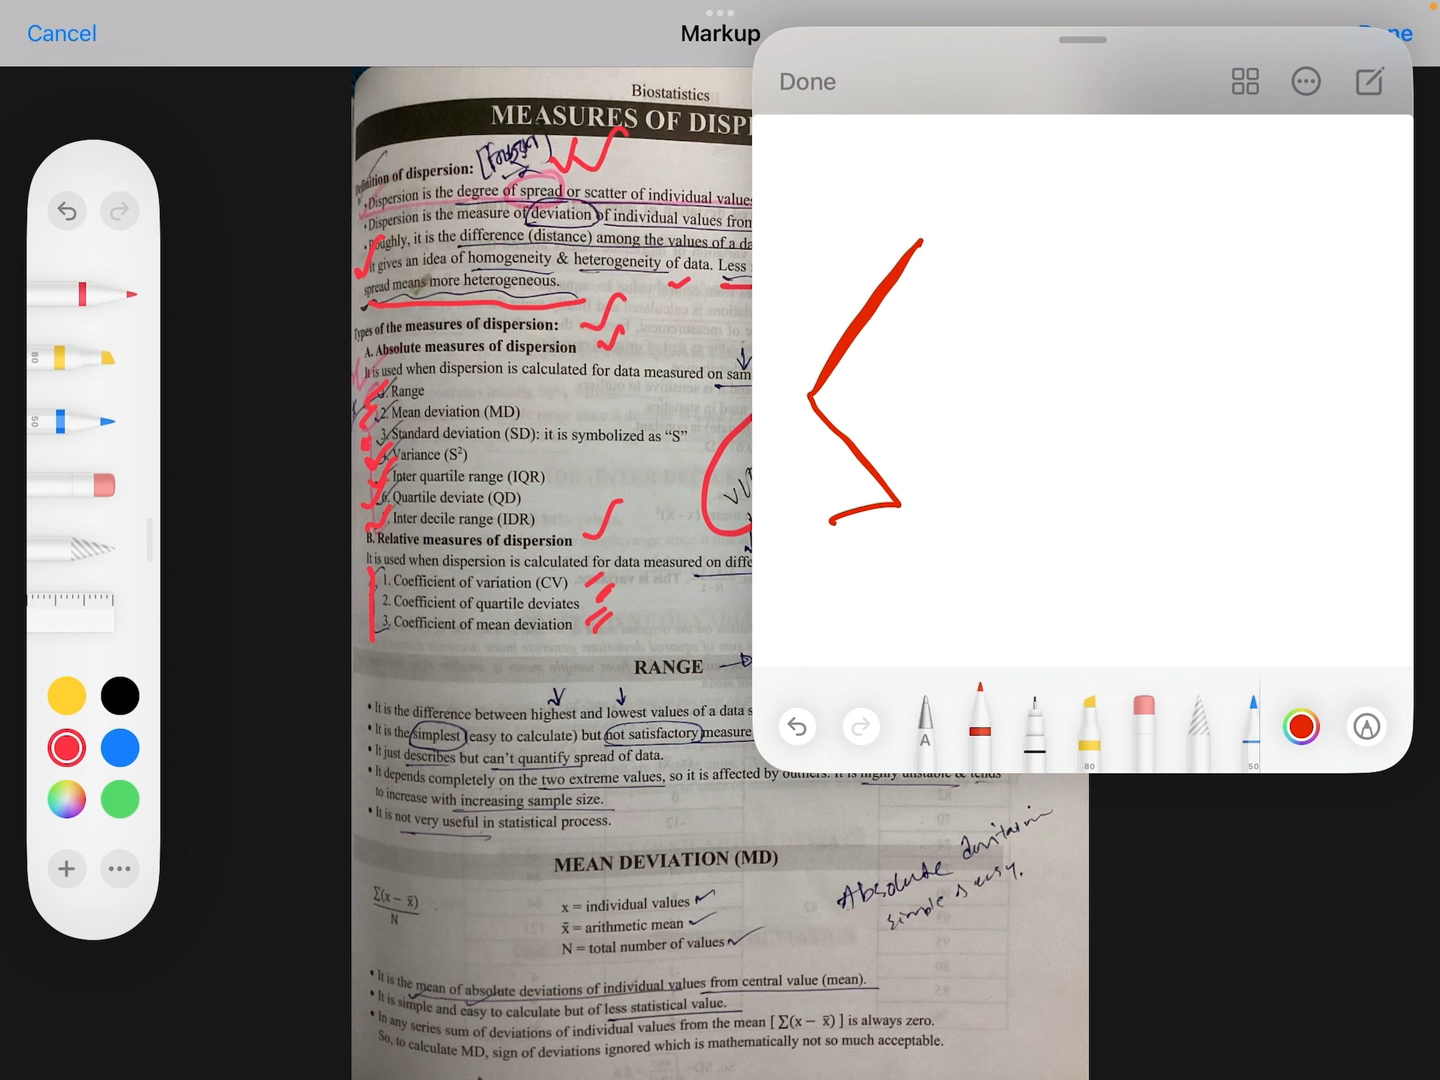 Cancel
Markup
Done
Biostatistics
MEASURES OF DISP
Definition of dispersion:
• Dispersion is the degree of spread or scatter of individual values
• Dispersion is the measure of deviation of individual values from
• Roughly, it is the difference (distance) among the values of a da
It gives an idea of homogeneity & heterogeneity of data. Less
spread means more heterogeneous.
Types of the measures of dispersion:
A. Absolute measures of dispersion
It is used when dispersion is calculated for data measured on sam
1. Range
2. Mean deviation (MD)
3. Standard deviation (SD): it is symbolized as “S”
4. Variance (S²)
5. Inter quartile range (IQR)
6. Quartile deviate (QD)
7. Inter decile range (IDR)
B. Relative measures of dispersion
It is used when dispersion is calculated for data measured on diffe
1. Coefficient of variation (CV)
2. Coefficient of quartile deviates
3. Coefficient of mean deviation
RANGE
• It is the difference between highest and lowest values of a data s
• It is the simplest (easy to calculate) but not satisfactory measure
• It just describes but can't quantify spread of data.
• It depends completely on the two extreme values, so it is affected by outliers. It is highly unstable & tends
to increase with increasing sample size.
• It is not very useful in statistical process.
MEAN DEVIATION (MD)
Σ(x – x̄)
N
x = individual values
x̄ = arithmetic mean
N = total number of values
Absolute
simple & easy.
• It is the mean of absolute deviations of individual values from central value (mean).
• It is simple and easy to calculate but of less statistical value.
• In any series sum of deviations of individual values from the mean [ Σ(x – x̄) ] is always zero.
So, to calculate MD, sign of deviations ignored which is mathematically not so much acceptable.
80
50
A
80
50